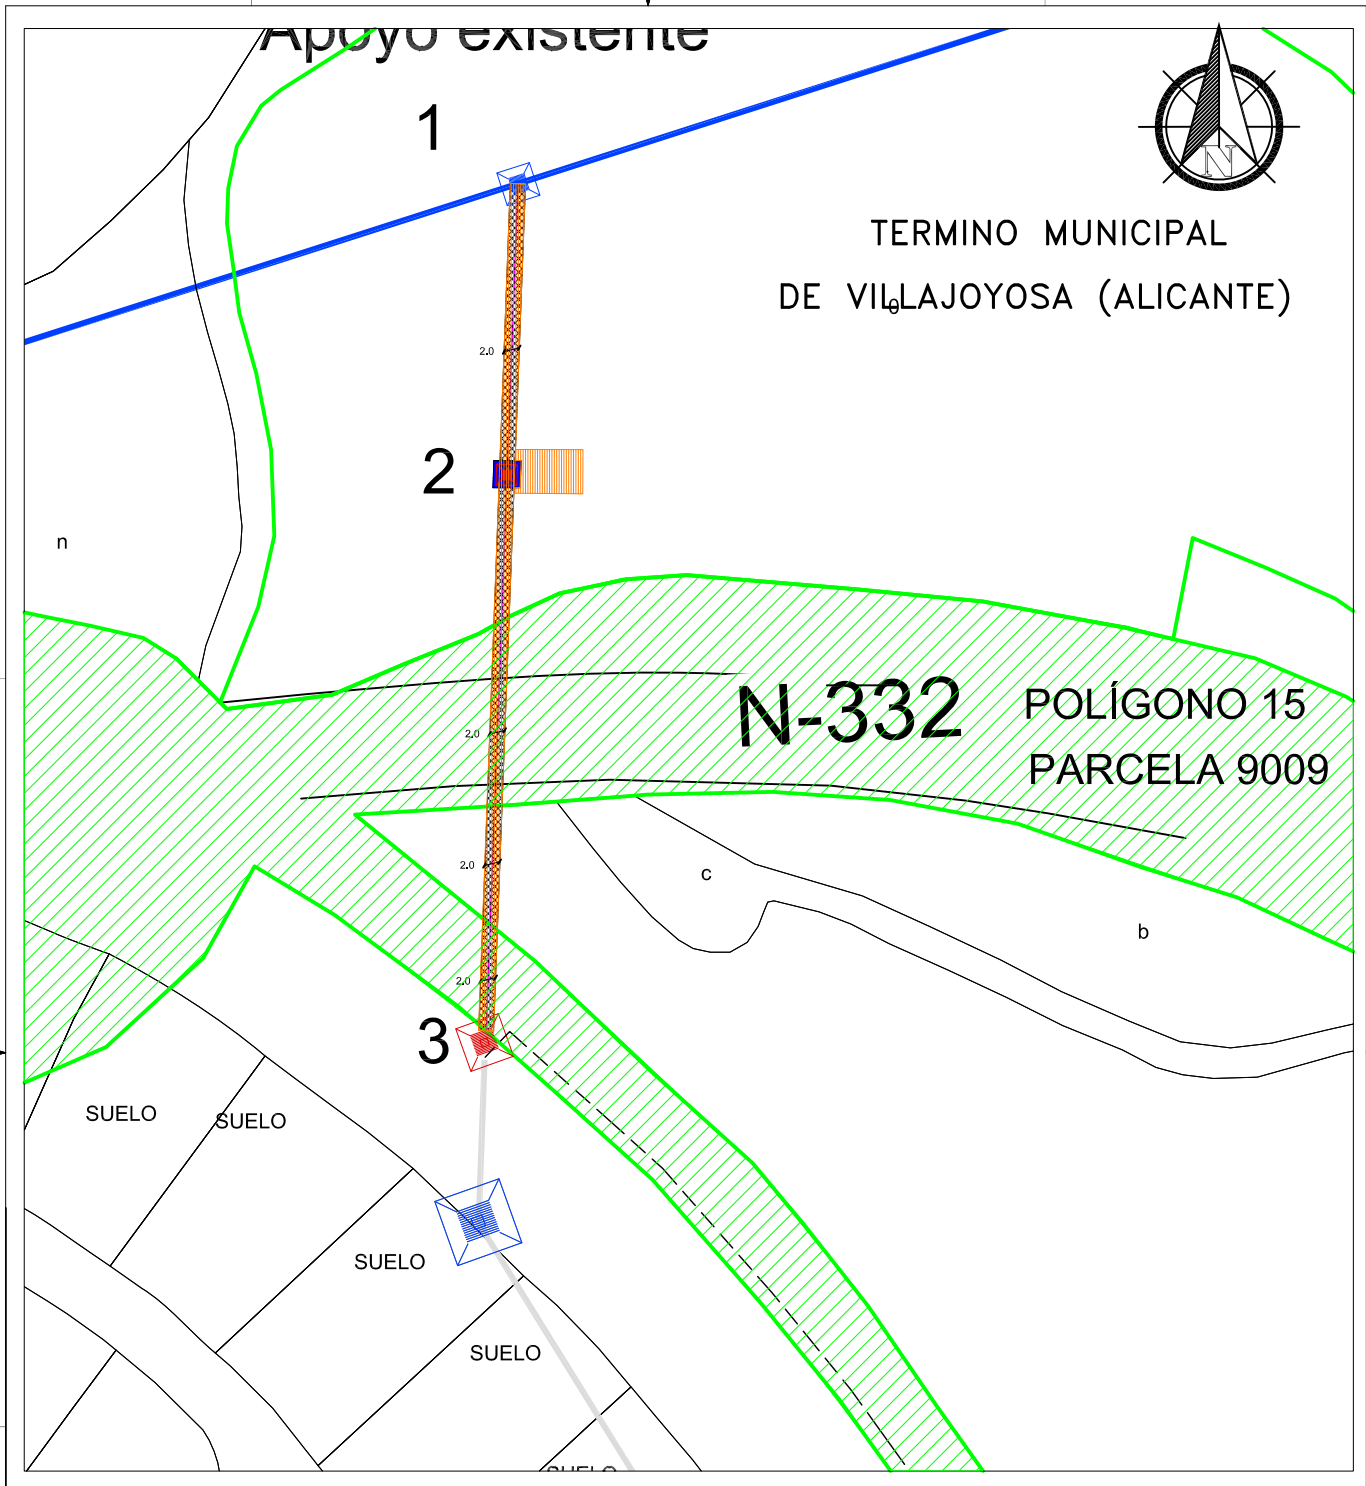 Apoyo existente
1
N
TERMINO MUNICIPAL
DE VILLAJOYOSA (ALICANTE)
o
2.0
2
n
N-332
POLÍGONO 15
PARCELA 9009
2.0
2.0
c
b
2.0
3
SUELO
SUELO
SUELO
SUELO
SUELO